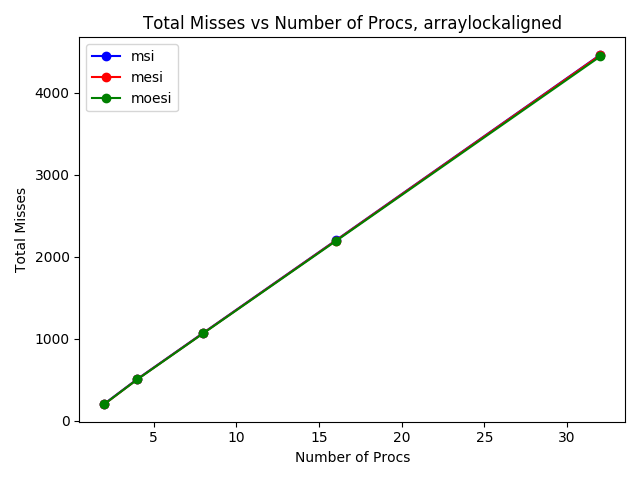 Total Misses vs Number of Procs, arraylockaligned
msi
mesi
moesi
Total Misses
4000
3000
2000
1000
0
5
10
15
20
25
30
Number of Procs